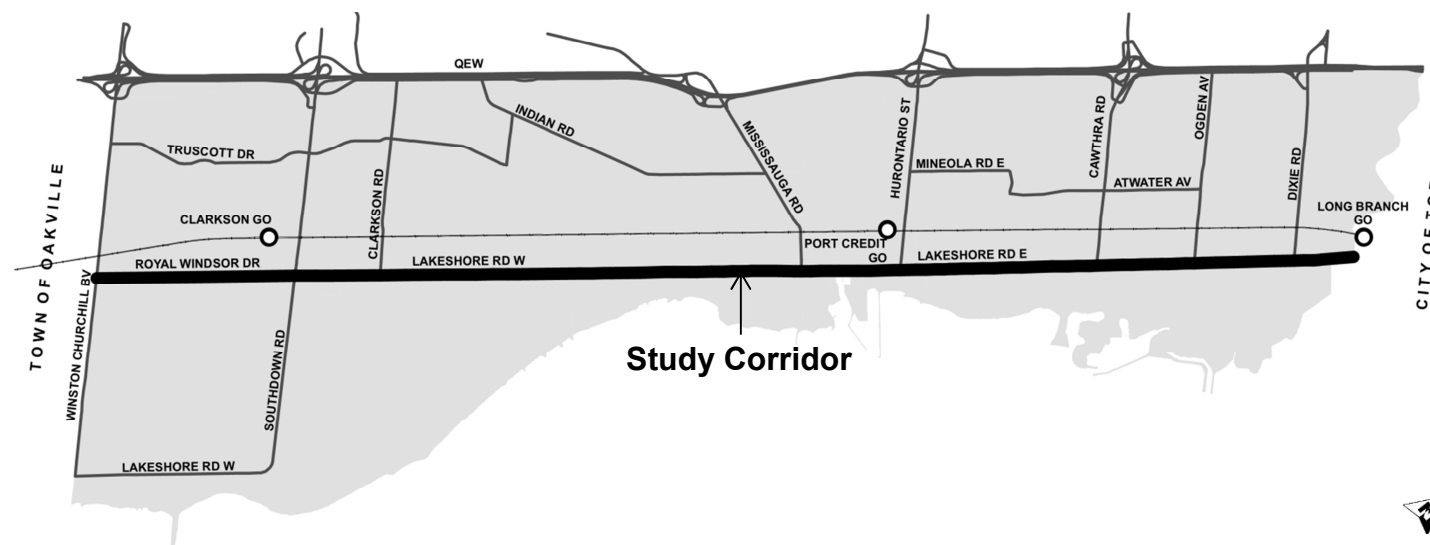 QEW
INDIAN RD
TRUSCOTT DR
MISSISSAUGA RD
HURONTARIO ST
MINEOLA RD E
CAWTHRA RD
OGDEN AV
ATWATER AV
DIXIE RD
TOWN OF OAKVILLE
CLARKSON GO
CLARKSON RD
LONG BRANCH
GO
PORT CREDIT
GO
ROYAL WINDSOR DR
LAKESHORE RD W
LAKESHORE RD E
CITY OF
WINSTON CHURCHILL BV
SOUTHDOWN RD
Study Corridor
LAKESHORE RD W